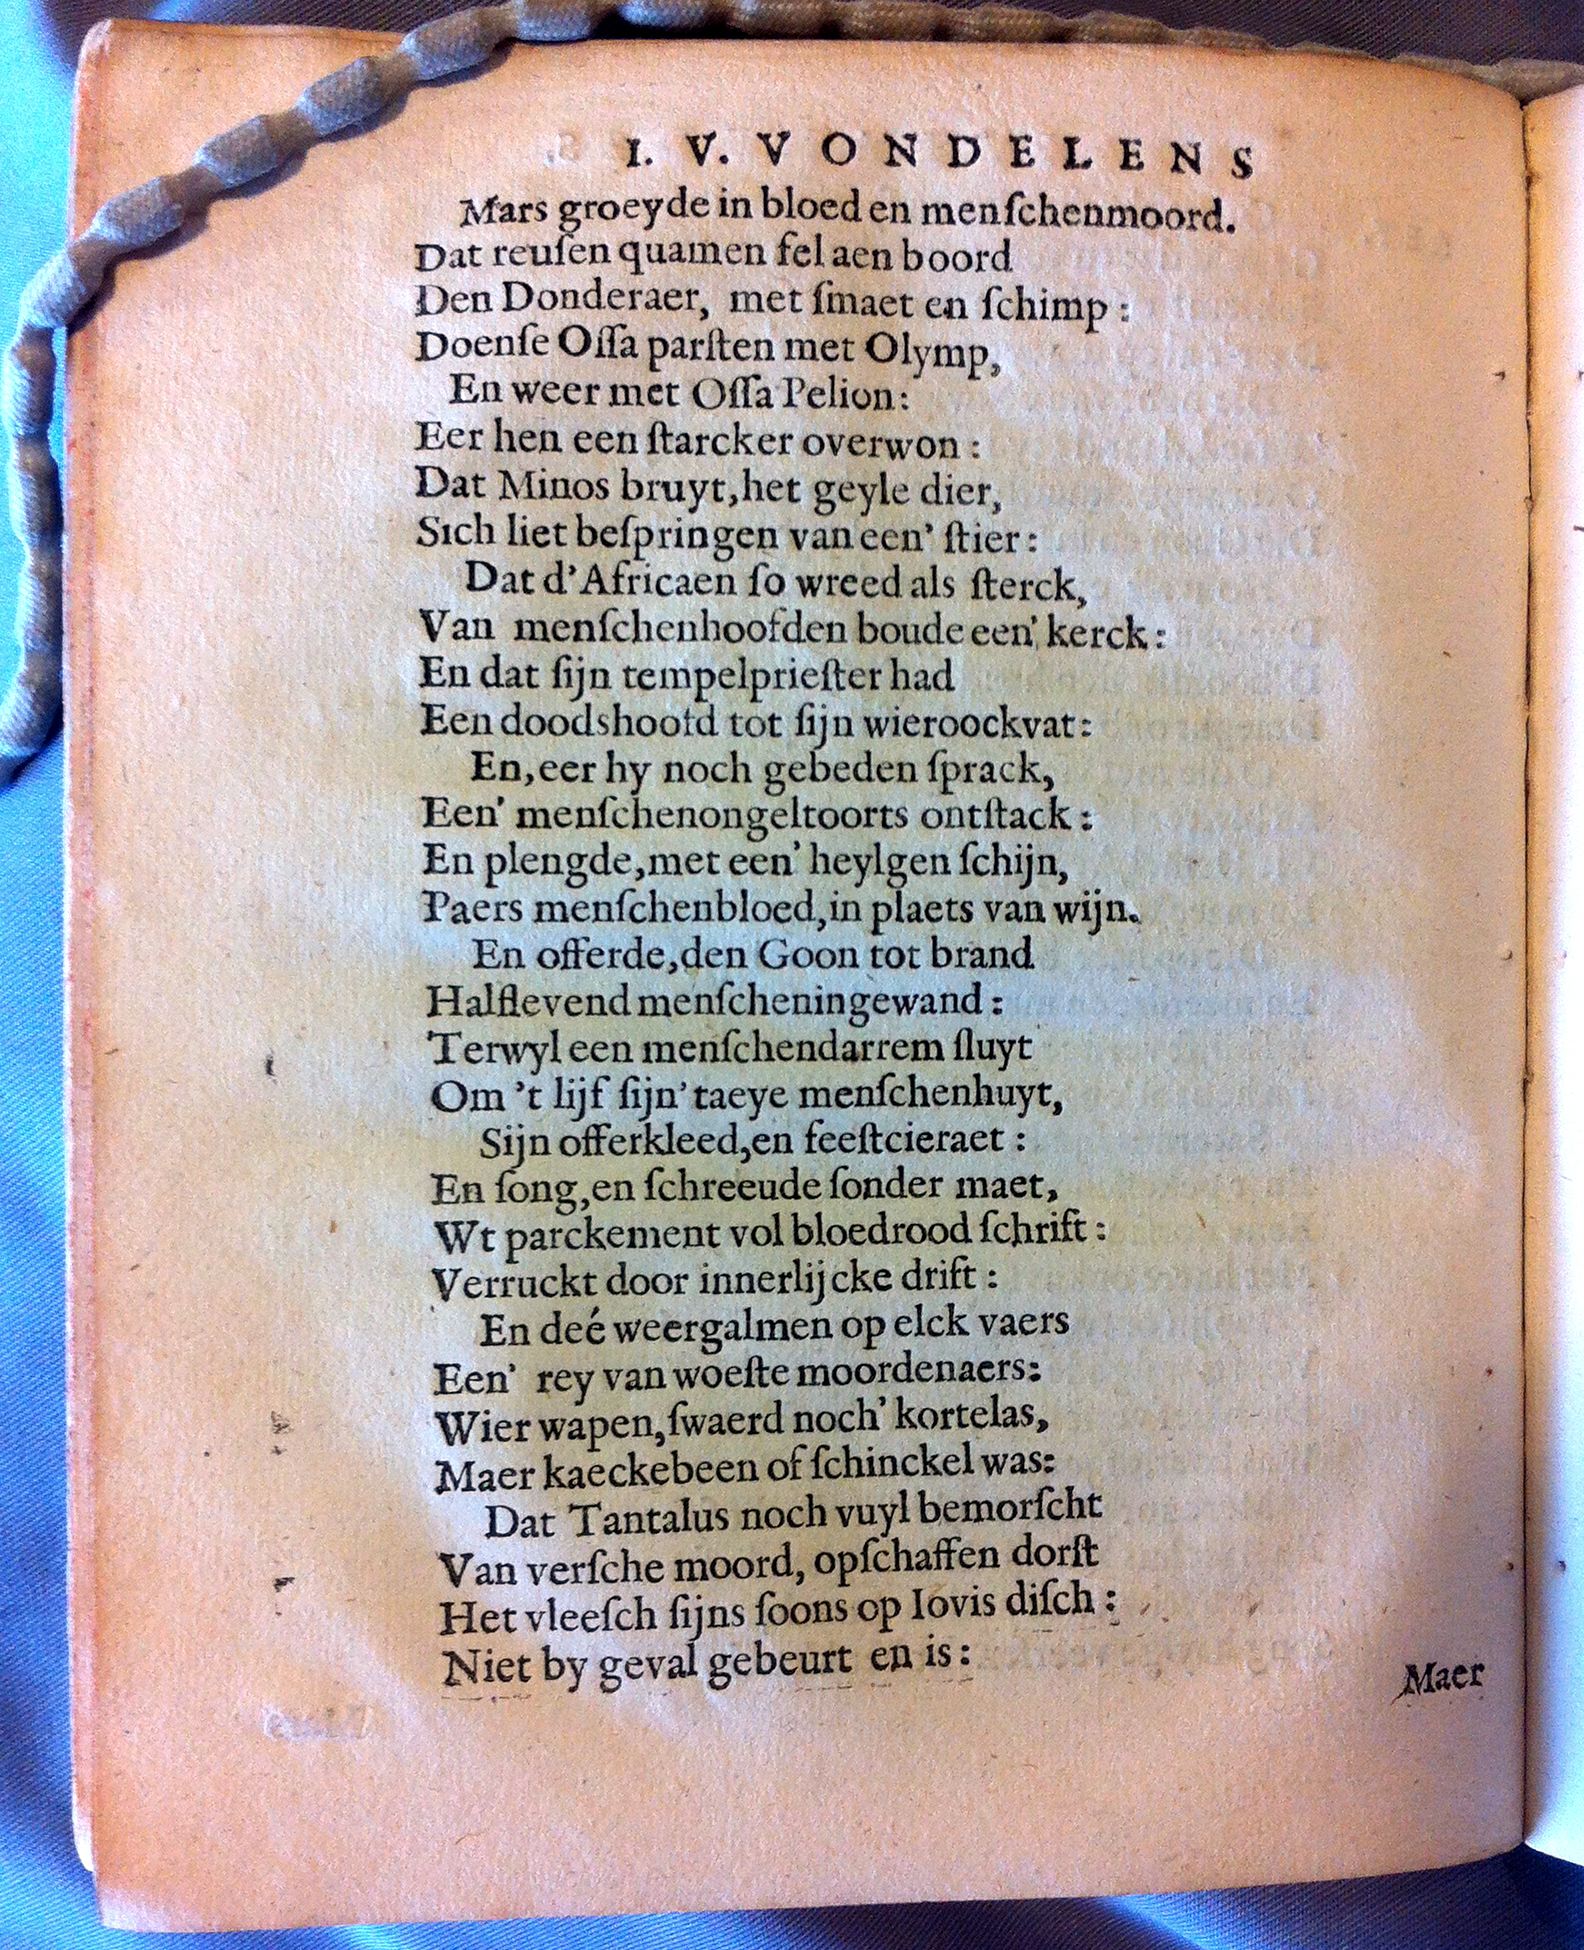 I. V. VONDELENS
Mars groeyde in bloed en menſchenmoord.
Dat reuſen quamen fel aen boord
Den Donderaer, met ſmaet en ſchimp:
Doenſe Oſſa parſten met Olymp,
En weer met Oſſa Pelion:
Eer hen een ſtarcker overwon:
Dat Minos bruyt, het geyle dier,
Sich liet beſpringen van een' ſtier:
Dat d'Africaen ſo wreed als ſterck,
Van menſchenhoofden boude een' kerck:
En dat ſijn tempelprieſter had
Een doodshoofd tot ſijn wieroockvat:
En, eer hy noch gebeden ſprack,
Een' menſchenongeltoorts ontſtack:
En plengde, met een' heylgen ſchijn,
Paers menſchenbloed, in plaets van wijn.
En offerde, den Goon tot brand
Halflevend menſcheningewand:
Terwyl een menſchendarrem ſluyt
Om 't lijf ſijn' taeye menſchenhuyt,
Sijn offerkleed, en feeſtcieraet:
En ſong, en ſchreeude ſonder maet,
Wt parckement vol bloedrood ſchrift:
Verruckt door innerlijcke drift:
En deé weergalmen op elck vaers
Een' rey van woeſte moordenaers:
Wier wapen, ſwaerd noch' kortelas,
Maer kaeckebeen of ſchinckel was:
Dat Tantalus noch vuyl bemorſcht
Van verſche moord, opſchaffen dorſt
Het vleeſch ſijns ſoons op Iovis diſch:
Niet by geval gebeurt en is:
Maer